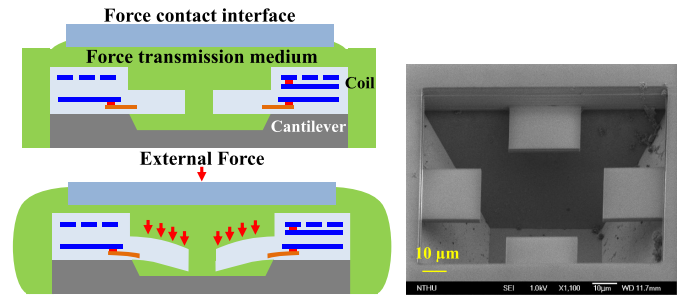 Force contact interface
Force transmission medium
Coil
Cantilever
External Force
10 µm
NTHU SEI 1.0kV X1,100 10µm WD 11.7mm